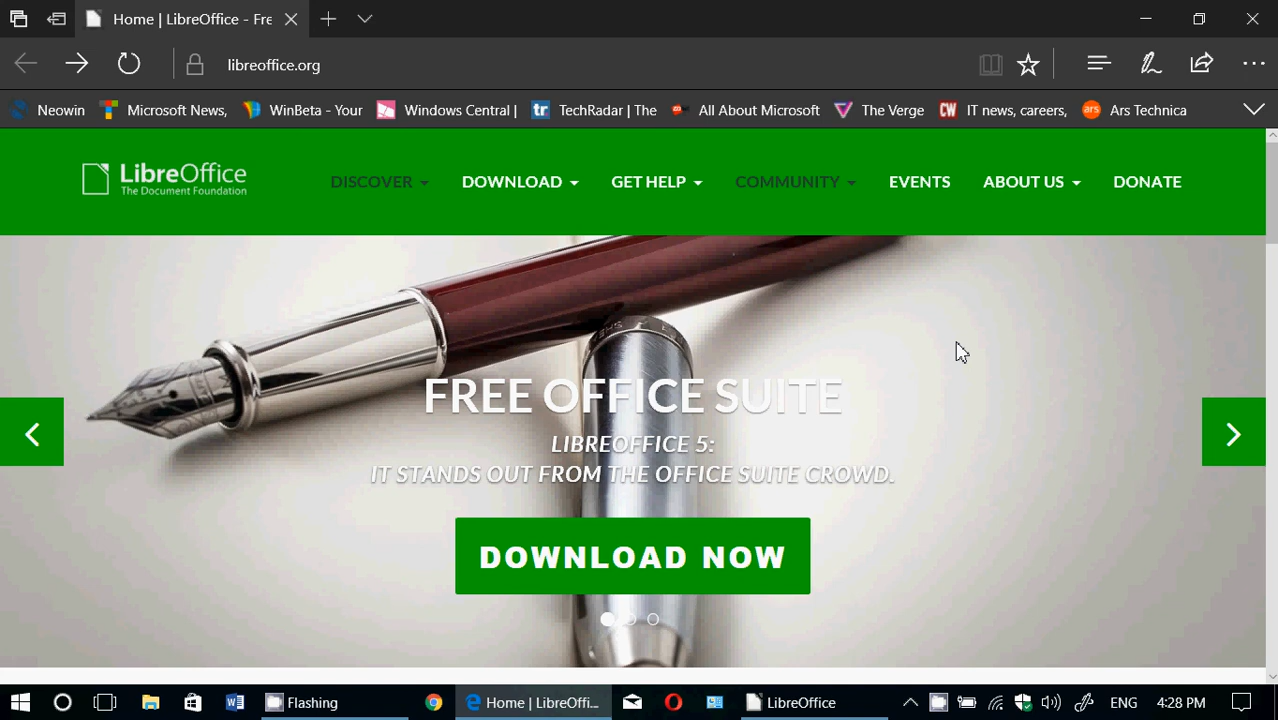 Home | LibreOffice - Fre
libreoffice.org
Neowin
Microsoft News,
WinBeta - Your
Windows Central |
tr
TechRadar | The
All About Microsoft
The Verge
CW
IT news, careers,
ars
Ars Technica
LibreOffice
The Document Foundation
DISCOVER
DOWNLOAD
GET HELP
COMMUNITY
EVENTS
ABOUT US
DONATE
FREE OFFICE SUITE
LIBREOFFICE 5:
IT STANDS OUT FROM THE OFFICE SUITE CROWD.
DOWNLOAD NOW
Flashing
Home | LibreOffi...
LibreOffice
ENG
4:28 PM